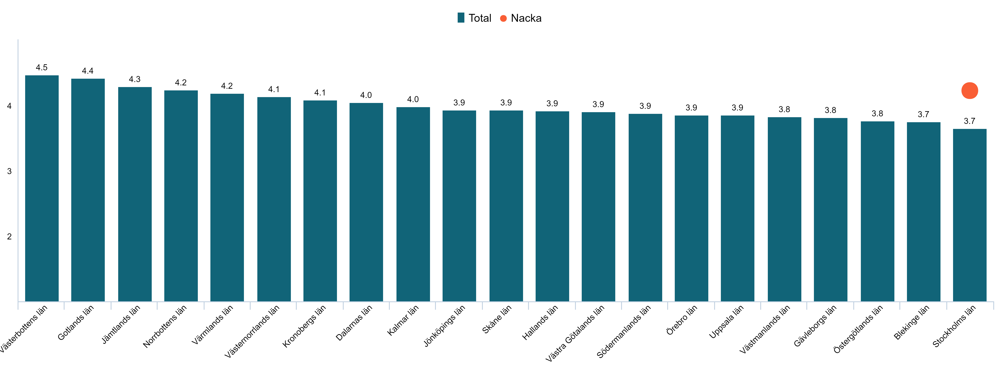 Total Nacka
4.5 4.4 4.3 4.2 4.2 4.1 4.1 4.0 4.0 3.9 3.9 3.9 3.9 3.9 3.9 3.9 3.8 3.8 3.8 3.7 3.7
4
3
2
Västerbottens län
Gotlands län
Jämtlands län
Norrbottens län
Värmlands län
Västernorrlands län
Kronobergs län
Dalarnas län
Kalmar län
Jönköpings län
Skåne län
Hallands län
Västra Götalands län
Södermanlands län
Örebro län
Uppsala län
Västmanlands län
Gävleborgs län
Östergötlands län
Blekinge län
Stockholms län